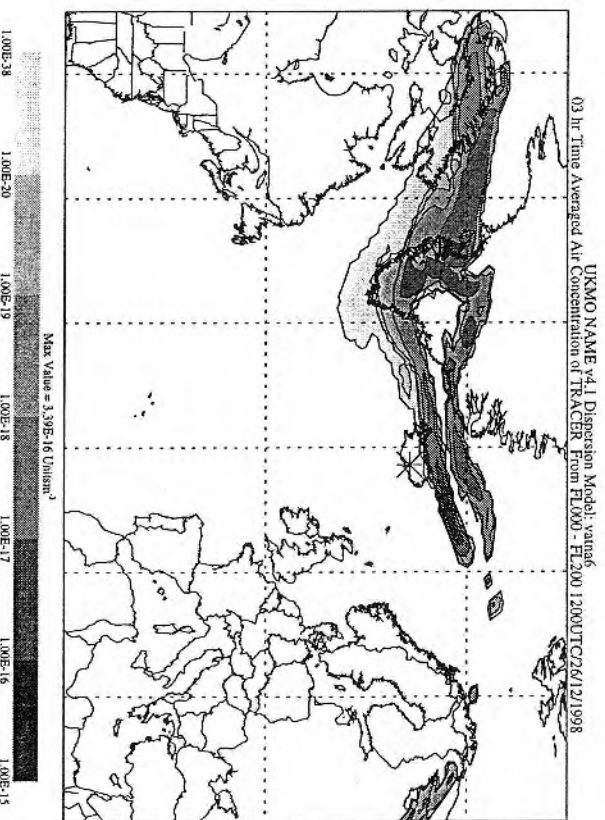 UKMO NAME v4.1 Dispersion Model: vatna6
03 hr Time Averaged Air Concentration of TRACER From FL000 - FL200 1200UTC/26/12/1998
Max Value = 3.39E-16 Unitsm⁻³
1.00E-38 1.00E-20 1.00E-19 1.00E-18 1.00E-17 1.00E-16 1.00E-15